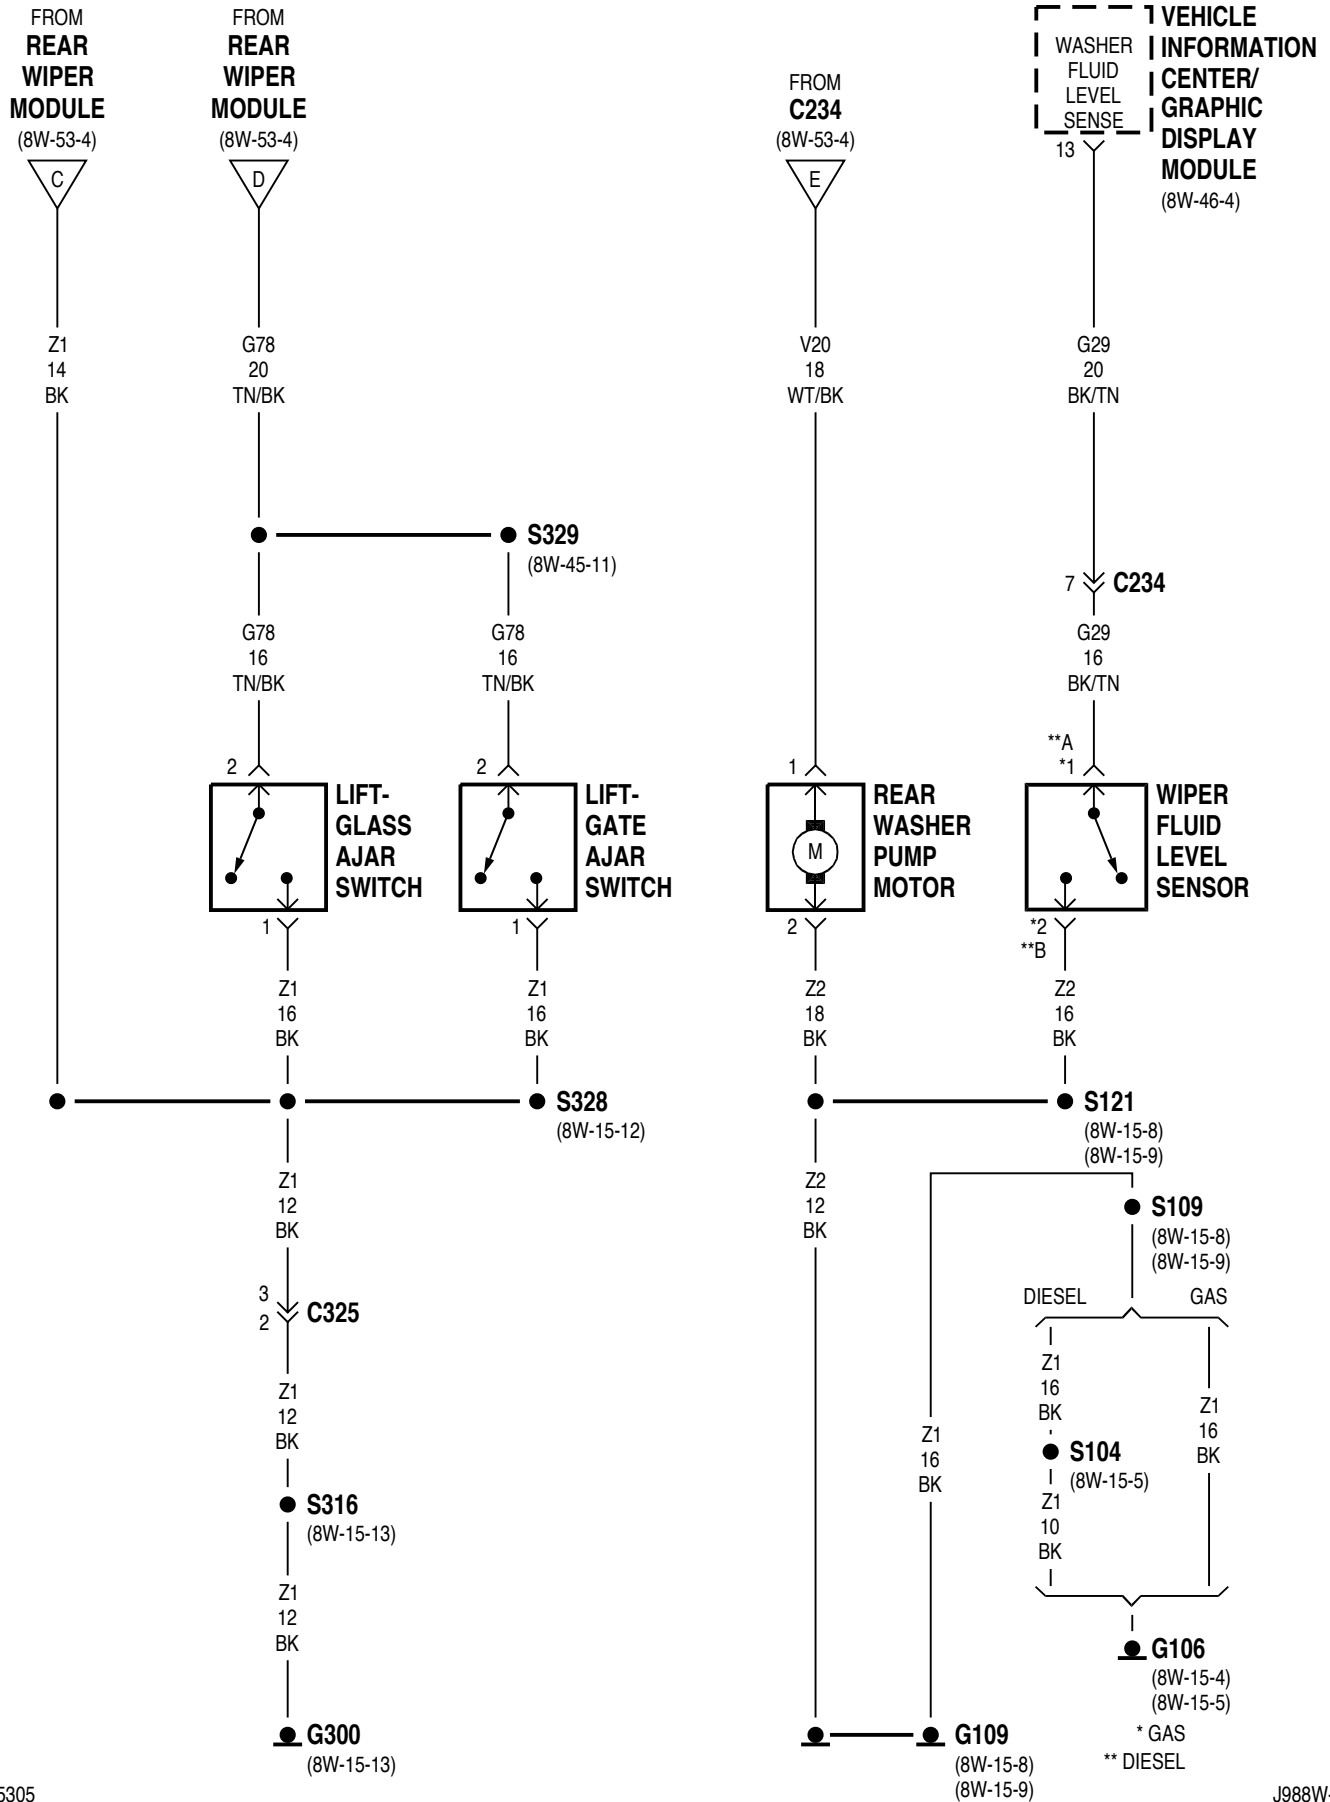 FROM
REAR
WIPER
MODULE
(8W-53-4)
C
FROM
REAR
WIPER
MODULE
(8W-53-4)
D
FROM
C234
(8W-53-4)
E
WASHER
FLUID
LEVEL
SENSE
13
VEHICLE
INFORMATION
CENTER/
GRAPHIC
DISPLAY
MODULE
(8W-46-4)
Z1
14
BK
G78
20
TN/BK
V20
18
WT/BK
G29
20
BK/TN
S329
(8W-45-11)
7
C234
G78
16
TN/BK
G78
16
TN/BK
G29
16
BK/TN
2
2
1
**A
*1
LIFT-
GLASS
AJAR
SWITCH
LIFT-
GATE
AJAR
SWITCH
M
REAR
WASHER
PUMP
MOTOR
WIPER
FLUID
LEVEL
SENSOR
1
1
2
*2
**B
Z1
16
BK
Z1
16
BK
Z2
18
BK
Z2
16
BK
S328
(8W-15-12)
S121
(8W-15-8)
(8W-15-9)
Z1
12
BK
Z2
12
BK
S109
(8W-15-8)
(8W-15-9)
3
2
C325
DIESEL
GAS
Z1
12
BK
Z1
16
BK
Z1
16
BK
Z1
16
BK
S104
(8W-15-5)
S316
(8W-15-13)
Z1
10
BK
Z1
12
BK
G106
(8W-15-4)
(8W-15-5)
G300
(8W-15-13)
G109
(8W-15-8)
(8W-15-9)
* GAS
** DIESEL
5305
J988W-